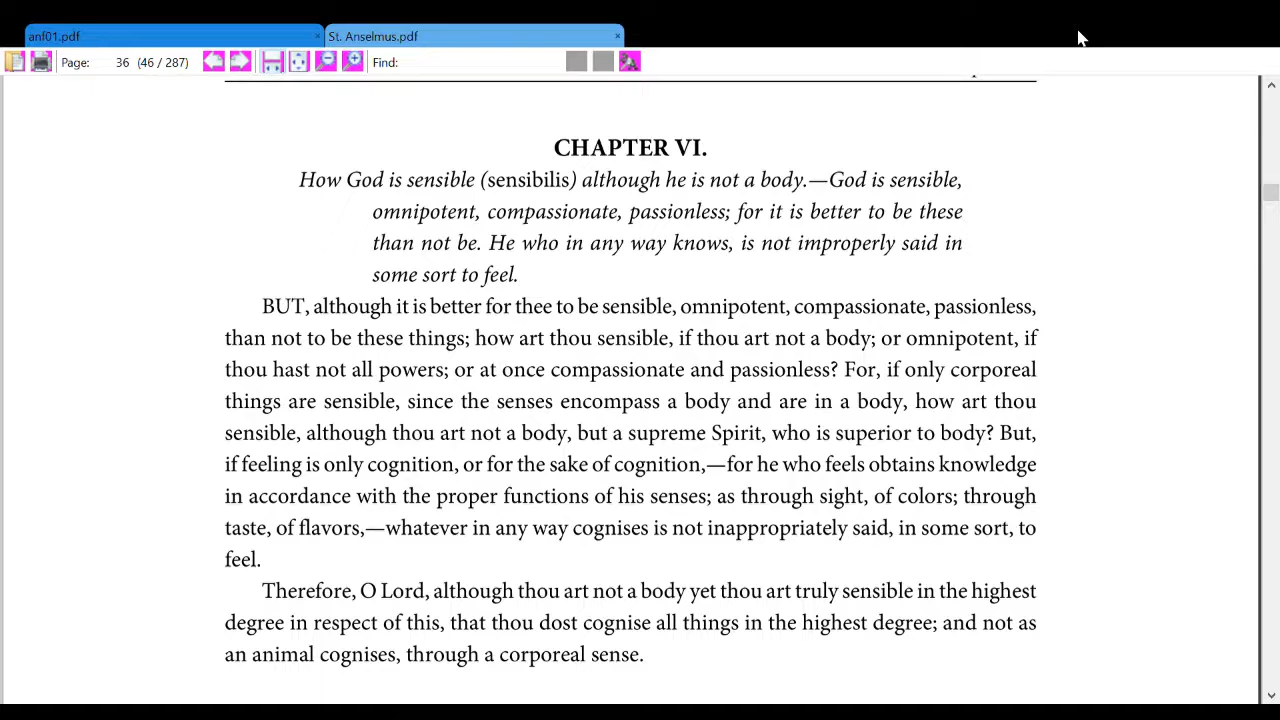 anf01.pdf
St. Anselmus.pdf
Page: 36 (46 / 287)
Find:
CHAPTER VI.
How God is sensible (sensibilis) although he is not a body.—God is sensible,
omnipotent, compassionate, passionless; for it is better to be these
than not be. He who in any way knows, is not improperly said in
some sort to feel.
BUT, although it is better for thee to be sensible, omnipotent, compassionate, passionless,
than not to be these things; how art thou sensible, if thou art not a body; or omnipotent, if
thou hast not all powers; or at once compassionate and passionless? For, if only corporeal
things are sensible, since the senses encompass a body and are in a body, how art thou
sensible, although thou art not a body, but a supreme Spirit, who is superior to body? But,
if feeling is only cognition, or for the sake of cognition,—for he who feels obtains knowledge
in accordance with the proper functions of his senses; as through sight, of colors; through
taste, of flavors,—whatever in any way cognises is not inappropriately said, in some sort, to
feel.
Therefore, O Lord, although thou art not a body yet thou art truly sensible in the highest
degree in respect of this, that thou dost cognise all things in the highest degree; and not as
an animal cognises, through a corporeal sense.